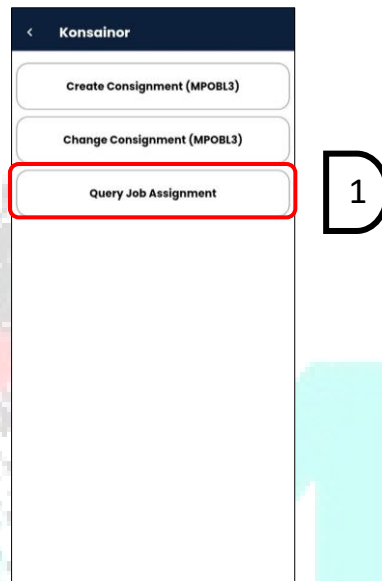 ‹ Konsainor
Create Consignment (MPOBL3)
Change Consignment (MPOBL3)
Query Job Assignment
1